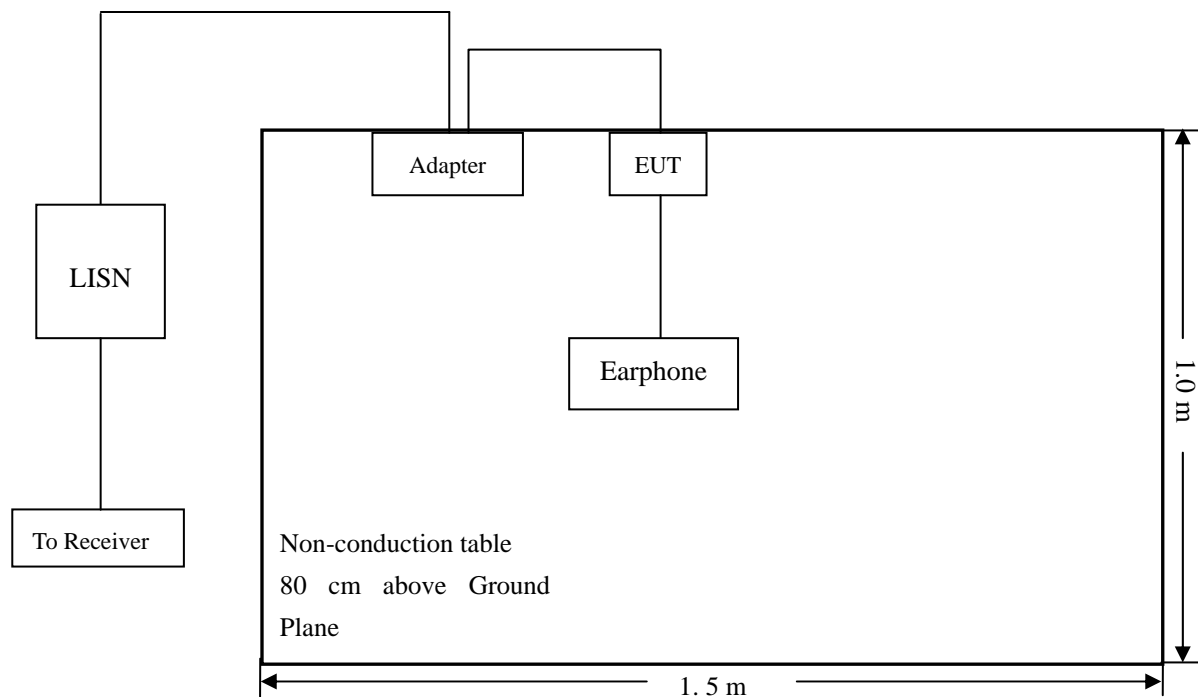 Adapter
EUT
LISN
Earphone
1.0 m
To Receiver
Non-conduction table
80 cm above Ground
Plane
1. 5 m